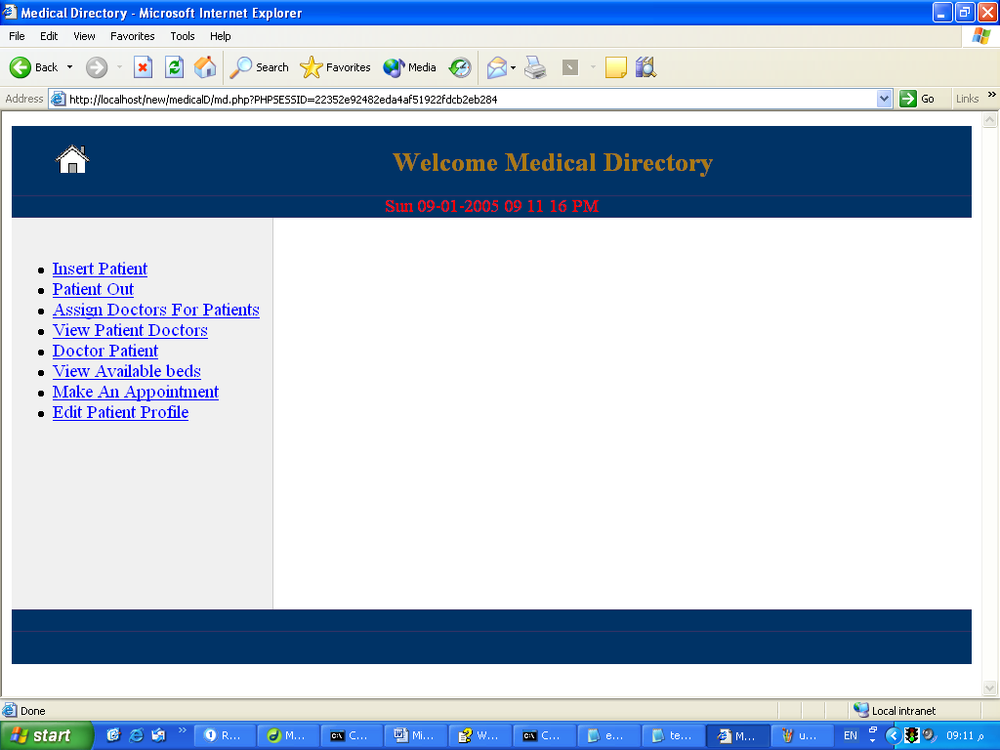 Medical Directory - Microsoft Internet Explorer
File Edit View Favorites Tools Help
Back Search Favorites Media
Address http://localhost/new/medicalD/md.php?PHPSESSID=22352e92482eda4af51922fdcb2eb284 Go Links »
Welcome Medical Directory
Sun 09-01-2005 09 11 16 PM
• Insert Patient
• Patient Out
• Assign Doctors For Patients
• View Patient Doctors
• Doctor Patient
• View Available beds
• Make An Appointment
• Edit Patient Profile
Done Local intranet
start » R... M... C... Mi... W... C... e... te... M... u... EN 09:11 م